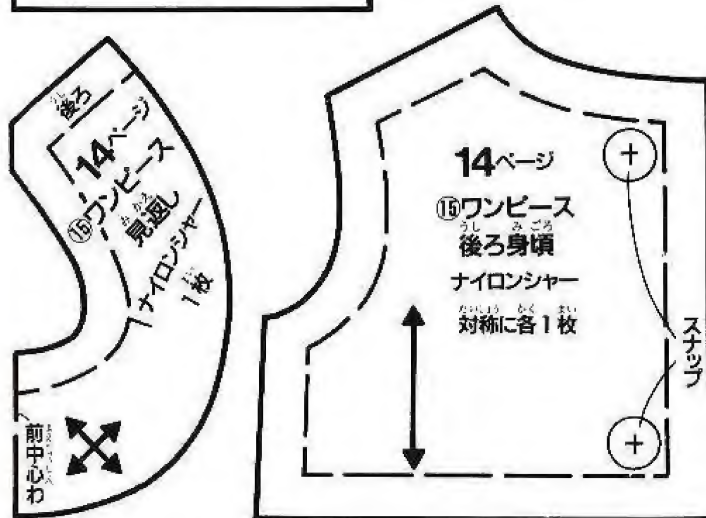 後ろ
14ページ
⑮ワンピース
見返し
ナイロンシャー
1枚
前中心わ
14ページ
⑮ワンピース
後ろ身頃
ナイロンシャー
対称に各1枚
スナップ